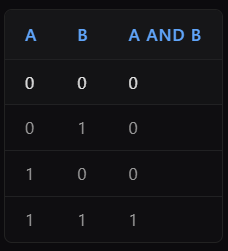 A B A AND B
0 0 0
0 1 0
1 0 0
1 1 1